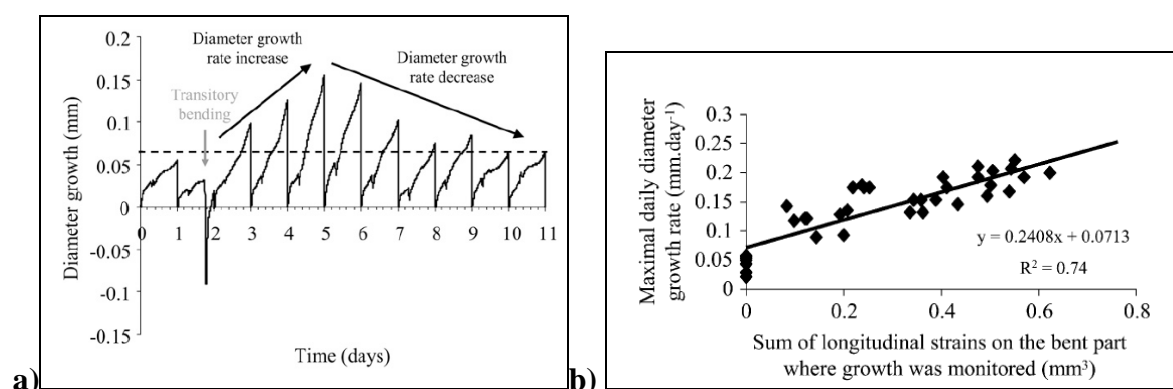 0.2
0.15
0.1
0.05
0
-0.05
-0.1
-0.15
Diameter growth (mm)
Diameter growth
rate increase
Diameter growth
rate decrease
Transitory
bending
0 1 2 3 4 5 6 7 8 9 10 11
Time (days)
a)
Maximal daily diameter
growth rate (mm.day-1)
0.3
0.25
0.2
0.15
0.1
0.05
0
y = 0.2408x + 0.0713
R² = 0.74
0 0.2 0.4 0.6 0.8
Sum of longitudinal strains on the bent part
where growth was monitored (mm³)
b)